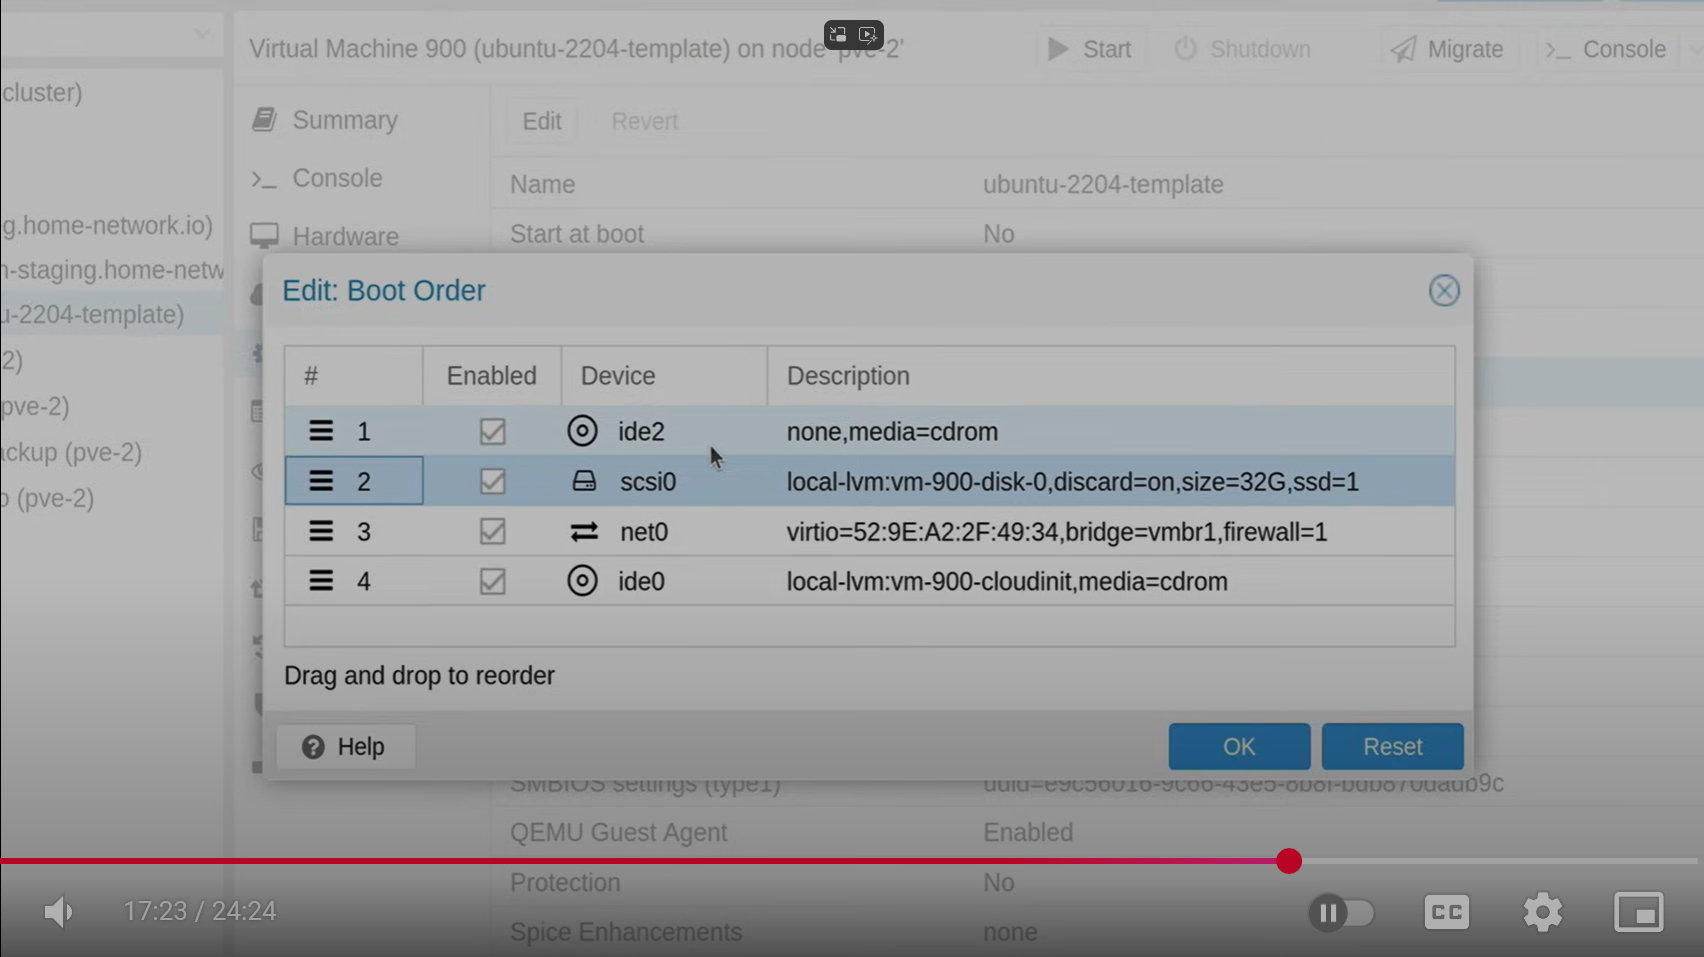 Virtual Machine 900 (ubuntu-2204-template) on node 'pve-2'
Start
Shutdown
Migrate
Console
cluster)
g.home-network.io)
n-staging.home-netw
u-2204-template)
2)
pve-2)
ackup (pve-2)
o (pve-2)
Summary
Console
Hardware
Edit
Revert
Name ubuntu-2204-template
Start at boot No
Edit: Boot Order
# Enabled Device Description
1 ide2 none,media=cdrom
2 scsi0 local-lvm:vm-900-disk-0,discard=on,size=32G,ssd=1
3 net0 virtio=52:9E:A2:2F:49:34,bridge=vmbr1,firewall=1
4 ide0 local-lvm:vm-900-cloudinit,media=cdrom
Drag and drop to reorder
Help
OK
Reset
SMBIOS settings (type1)
QEMU Guest Agent Enabled
Protection No
Spice Enhancements none
17:23 / 24:24
CC